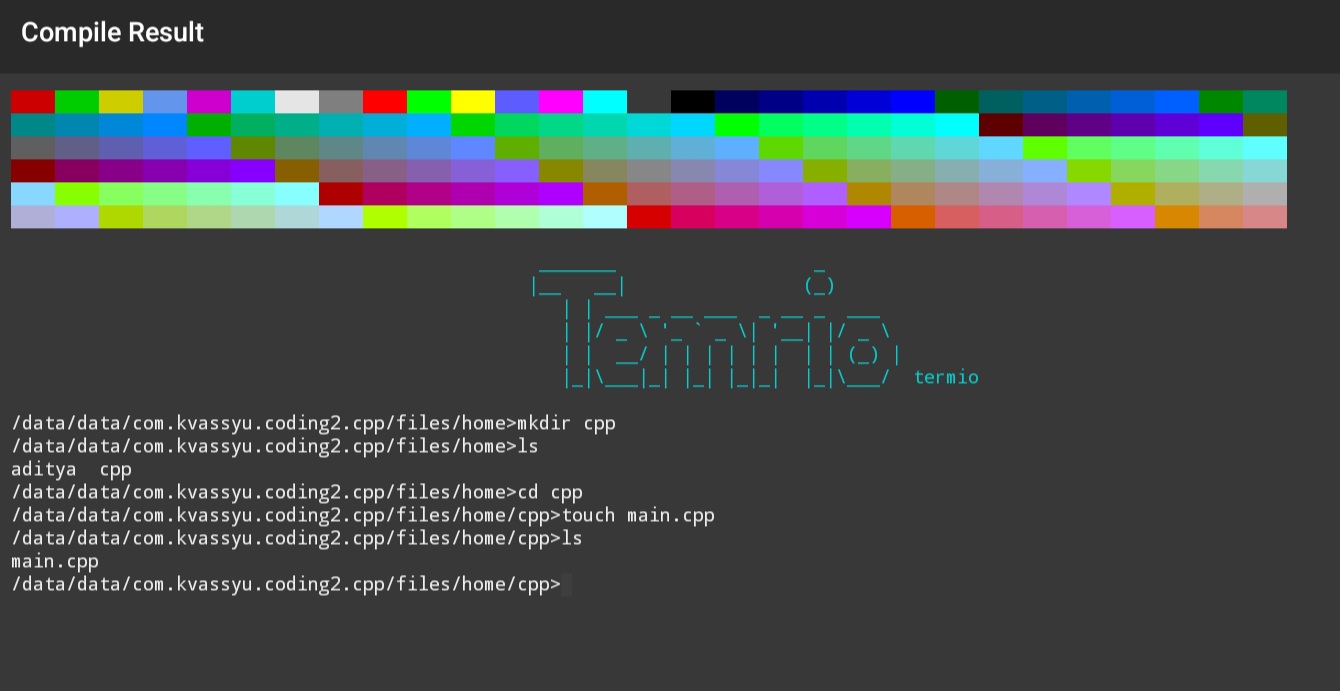 Compile Result
Temrio
termio
/data/data/com.kvassyu.coding2.cpp/files/home>mkdir cpp
/data/data/com.kvassyu.coding2.cpp/files/home>ls
aditya  cpp
/data/data/com.kvassyu.coding2.cpp/files/home>cd cpp
/data/data/com.kvassyu.coding2.cpp/files/home/cpp>touch main.cpp
/data/data/com.kvassyu.coding2.cpp/files/home/cpp>ls
main.cpp
/data/data/com.kvassyu.coding2.cpp/files/home/cpp>